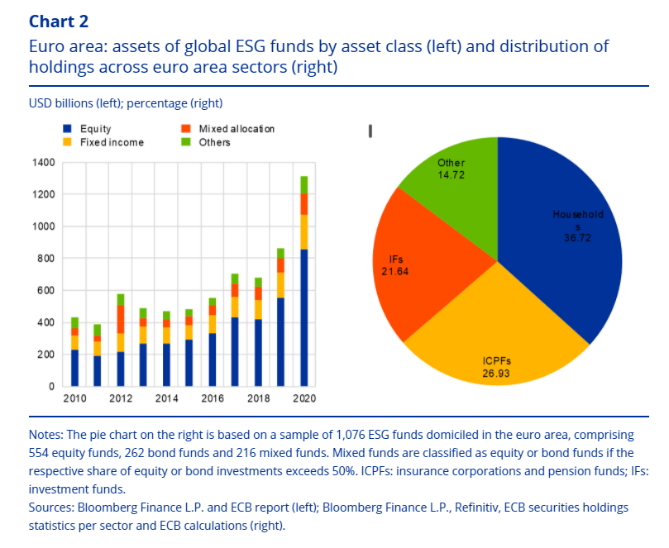 Chart 2
Euro area: assets of global ESG funds by asset class (left) and distribution of
holdings across euro area sectors (right)
USD billions (left); percentage (right)
Equity
Mixed allocation
Fixed income
Others
1400
1200
1000
800
600
400
200
0
2010
2012
2014
2016
2018
2020
Other
14.72
Household
s
36.72
IFs
21.64
ICPFs
26.93
Notes: The pie chart on the right is based on a sample of 1,076 ESG funds domiciled in the euro area, comprising
554 equity funds, 262 bond funds and 216 mixed funds. Mixed funds are classified as equity or bond funds if the
respective share of equity or bond investments exceeds 50%. ICPFs: insurance corporations and pension funds; IFs:
investment funds.
Sources: Bloomberg Finance L.P. and ECB report (left); Bloomberg Finance L.P., Refinitiv, ECB securities holdings
statistics per sector and ECB calculations (right).